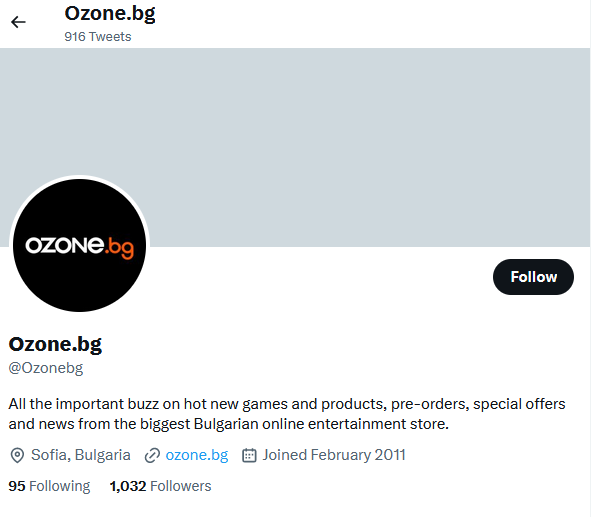 Ozone.bg
916 Tweets
OZONE.bg
Follow
Ozone.bg
@Ozonebg
All the important buzz on hot new games and products, pre-orders, special offers
and news from the biggest Bulgarian online entertainment store.
Sofia, Bulgaria ozone.bg Joined February 2011
95 Following 1,032 Followers